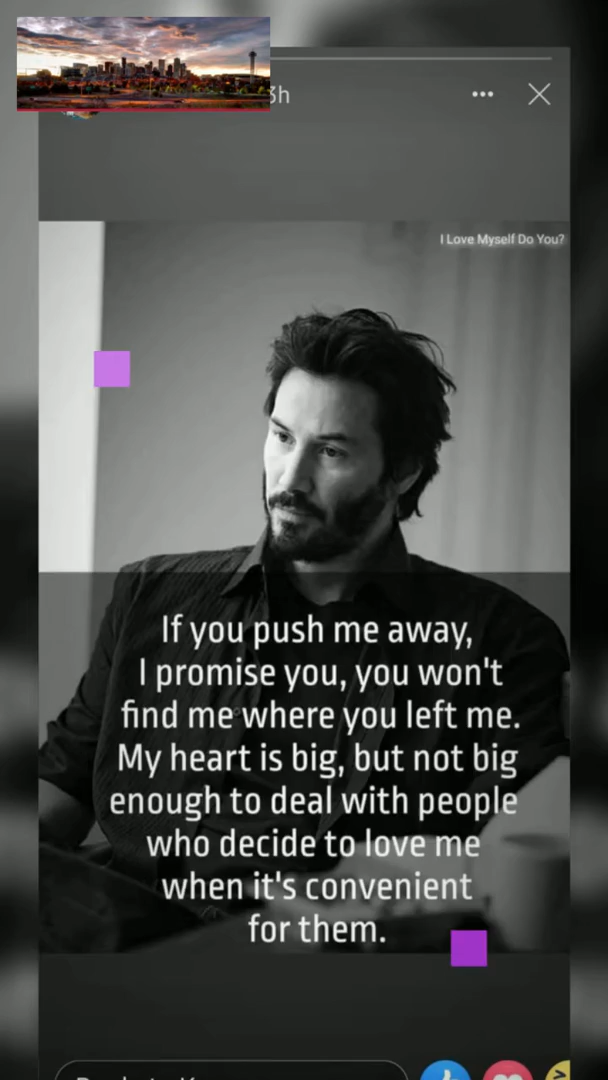 3h
I Love Myself Do You?
If you push me away,
I promise you, you won't
find me where you left me.
My heart is big, but not big
enough to deal with people
who decide to love me
when it's convenient
for them.